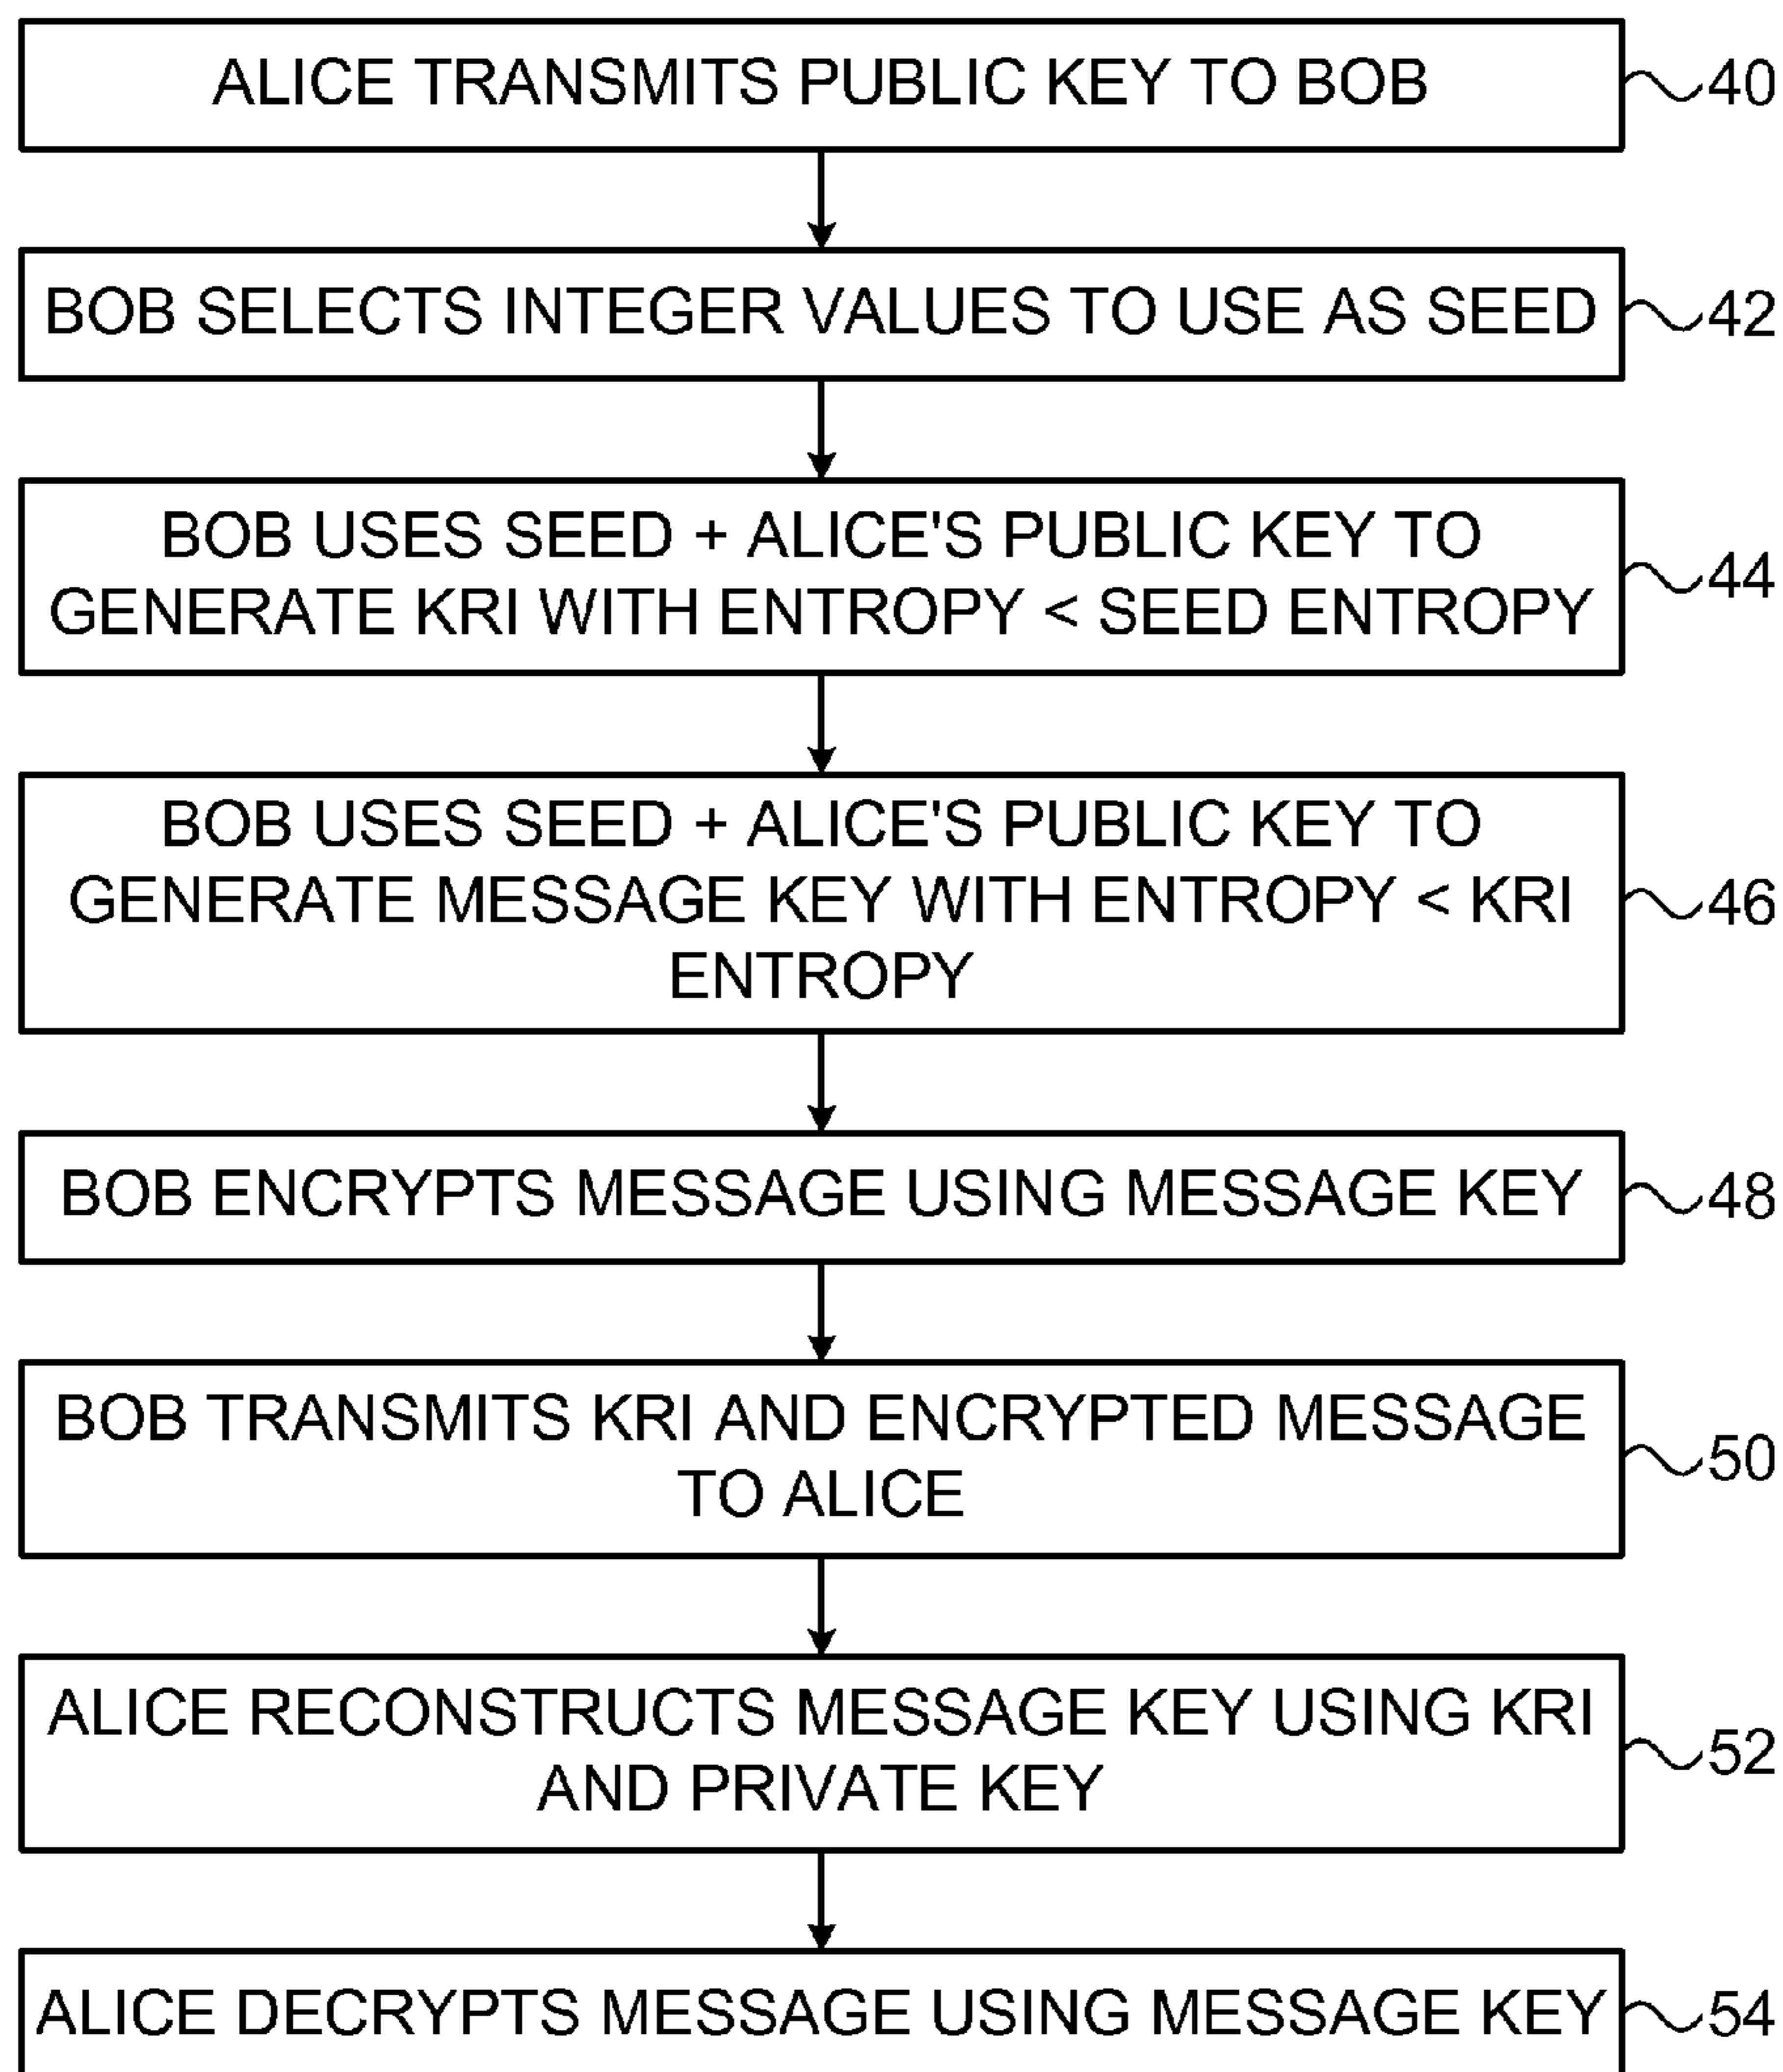 ALICE TRANSMITS PUBLIC KEY TO BOB
40
BOB SELECTS INTEGER VALUES TO USE AS SEED
42
BOB USES SEED + ALICE'S PUBLIC KEY TO
GENERATE KRI WITH ENTROPY < SEED ENTROPY
44
BOB USES SEED + ALICE'S PUBLIC KEY TO
GENERATE MESSAGE KEY WITH ENTROPY < KRI
ENTROPY
46
BOB ENCRYPTS MESSAGE USING MESSAGE KEY
48
BOB TRANSMITS KRI AND ENCRYPTED MESSAGE
TO ALICE
50
ALICE RECONSTRUCTS MESSAGE KEY USING KRI
AND PRIVATE KEY
52
ALICE DECRYPTS MESSAGE USING MESSAGE KEY
54